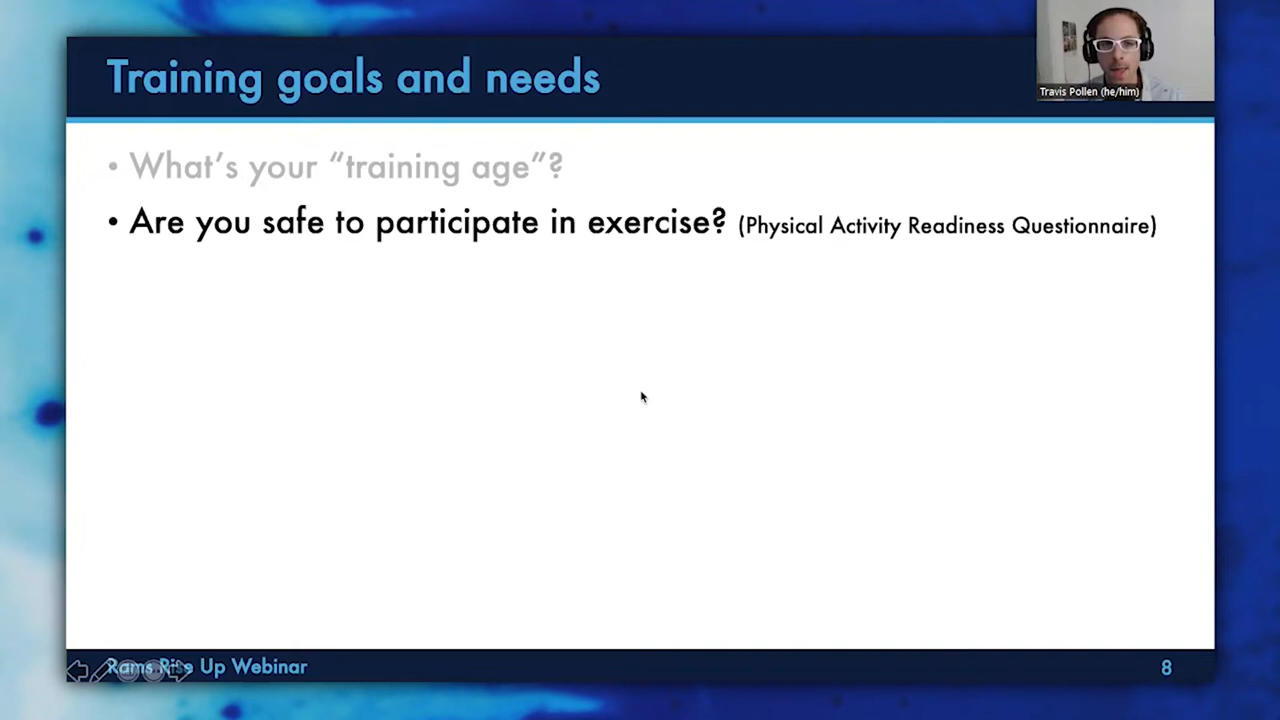 Training goals and needs
Travis Pollen (he/him)
• What's your “training age”?
• Are you safe to participate in exercise? (Physical Activity Readiness Questionnaire)
Rams Rise Up Webinar
8